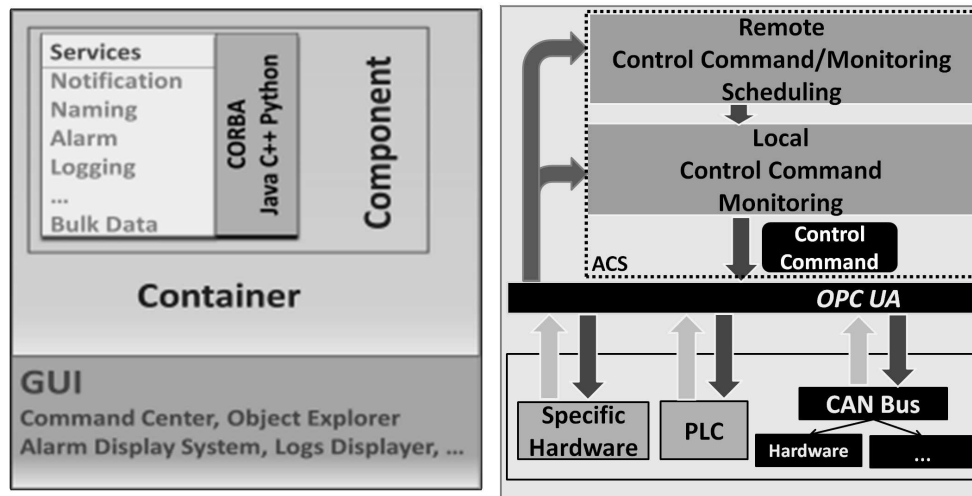 Services
Notification
Naming
Alarm
Logging
...
Bulk Data
CORBA
Java C++ Python
Component
Container
GUI
Command Center, Object Explorer
Alarm Display System, Logs Displayer, ...
Remote
Control Command/Monitoring
Scheduling
Local
Control Command
Monitoring
Control
Command
ACS
OPC UA
Specific
Hardware
PLC
CAN Bus
Hardware
...